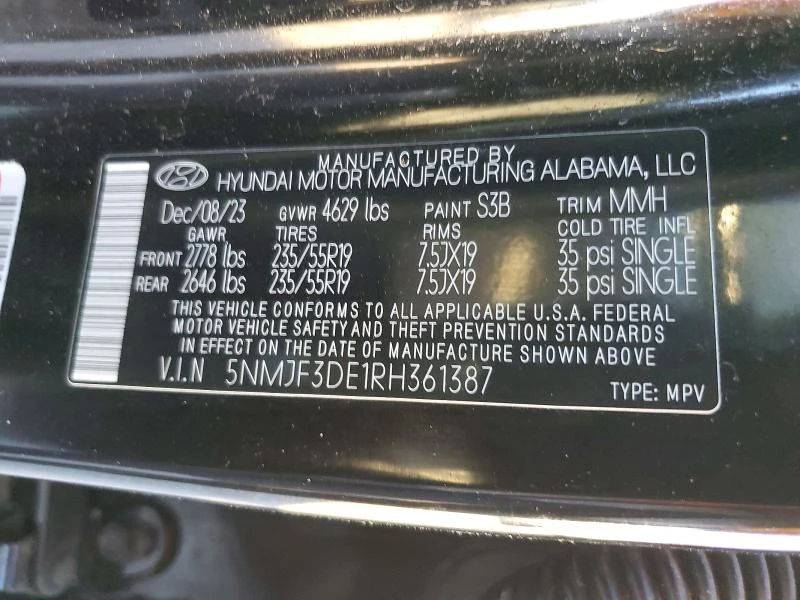 MANUFACTURED BY
HYUNDAI MOTOR MANUFACTURING ALABAMA, LLC
Dec/08/23 GVWR 4629 lbs PAINT S3B TRIM MMH
GAWR TIRES RIMS COLD TIRE INFL
FRONT 2778 lbs 235/55R19 7.5JX19 35 psi SINGLE
REAR 2646 lbs 235/55R19 7.5JX19 35 psi SINGLE
THIS VEHICLE CONFORMS TO ALL APPLICABLE U.S.A. FEDERAL
MOTOR VEHICLE SAFETY AND THEFT PREVENTION STANDARDS
IN EFFECT ON THE DATE OF MANUFACTURE SHOWN ABOVE
V.I.N 5NMJF3DE1RH361387
TYPE: MPV